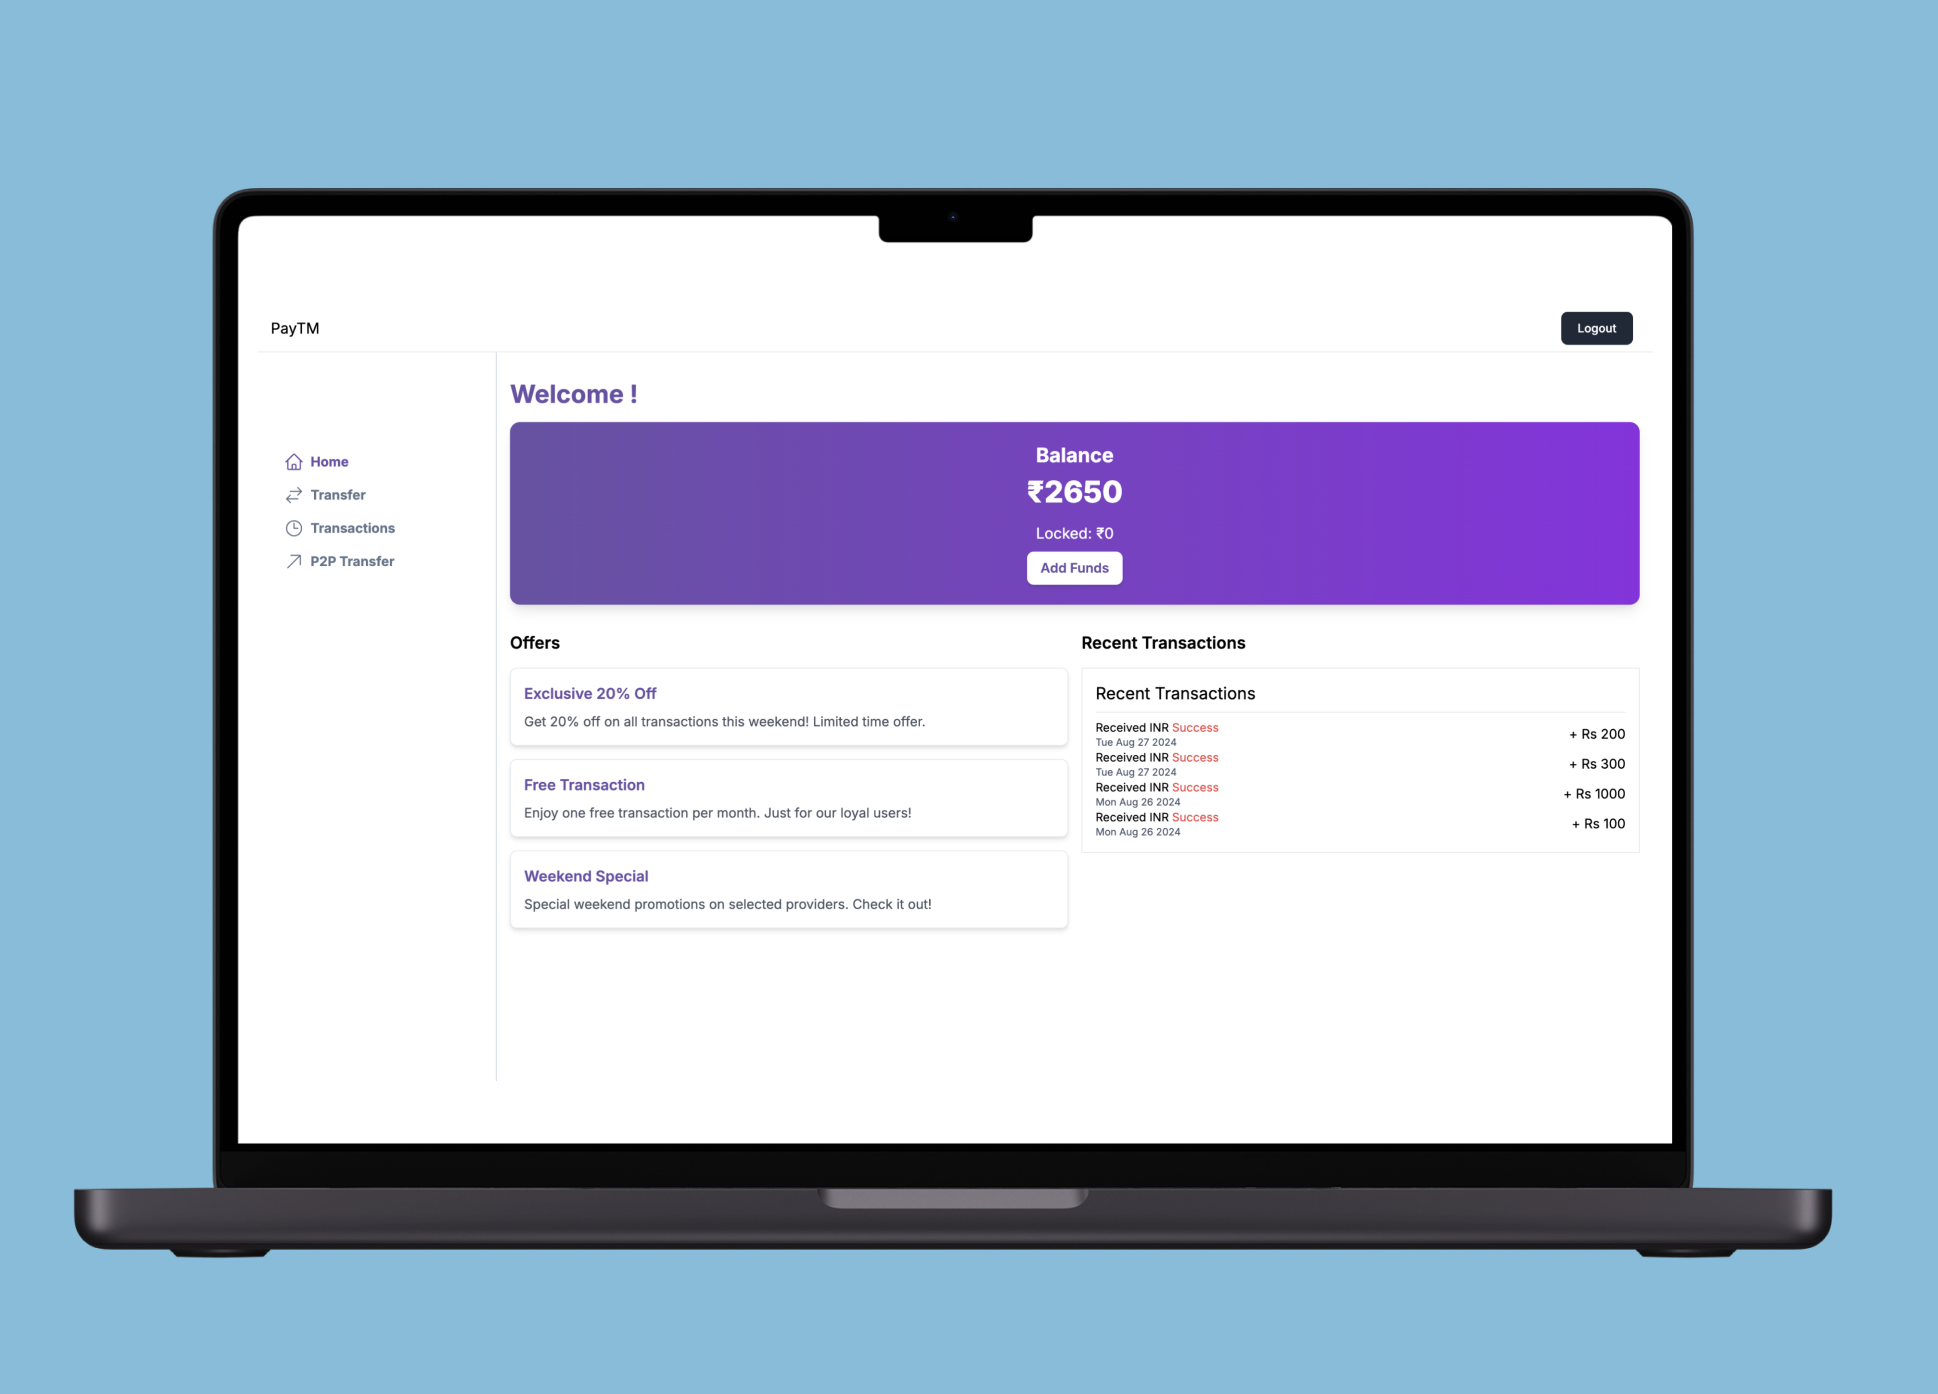 PayTM
Logout
Home
Transfer
Transactions
P2P Transfer
Welcome !
Balance
₹2650
Locked: ₹0
Add Funds
Offers
Exclusive 20% Off
Get 20% off on all transactions this weekend! Limited time offer.
Free Transaction
Enjoy one free transaction per month. Just for our loyal users!
Weekend Special
Special weekend promotions on selected providers. Check it out!
Recent Transactions
Recent Transactions
Received INR Success
Tue Aug 27 2024
+ Rs 200
Received INR Success
Tue Aug 27 2024
+ Rs 300
Received INR Success
Mon Aug 26 2024
+ Rs 1000
Received INR Success
Mon Aug 26 2024
+ Rs 100